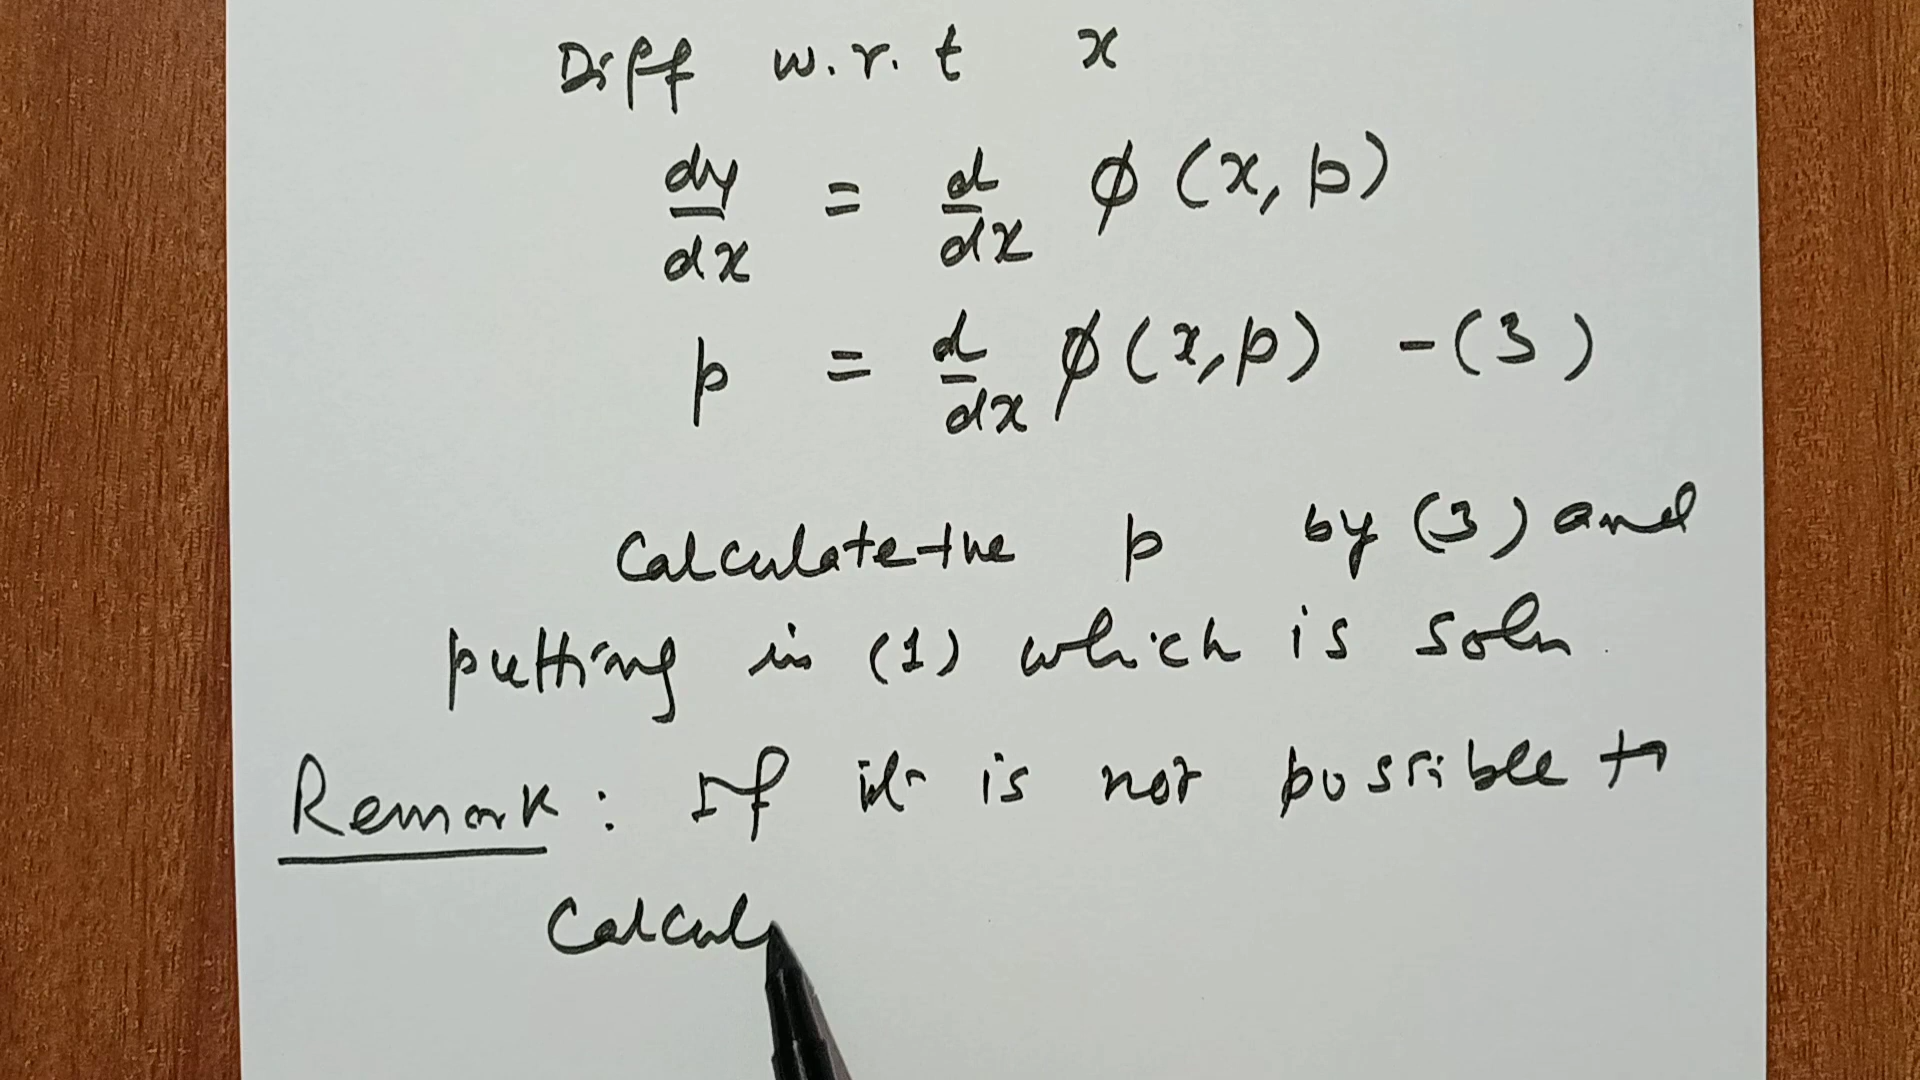 Diff w.r.t x
dy/dx = d/dx ϕ (x, p)
p = d/dx ϕ (x, p) - (3)
Calculate the p by (3) and
putting in (1) which is soln.
Remark: If it is not possible to
Calcul